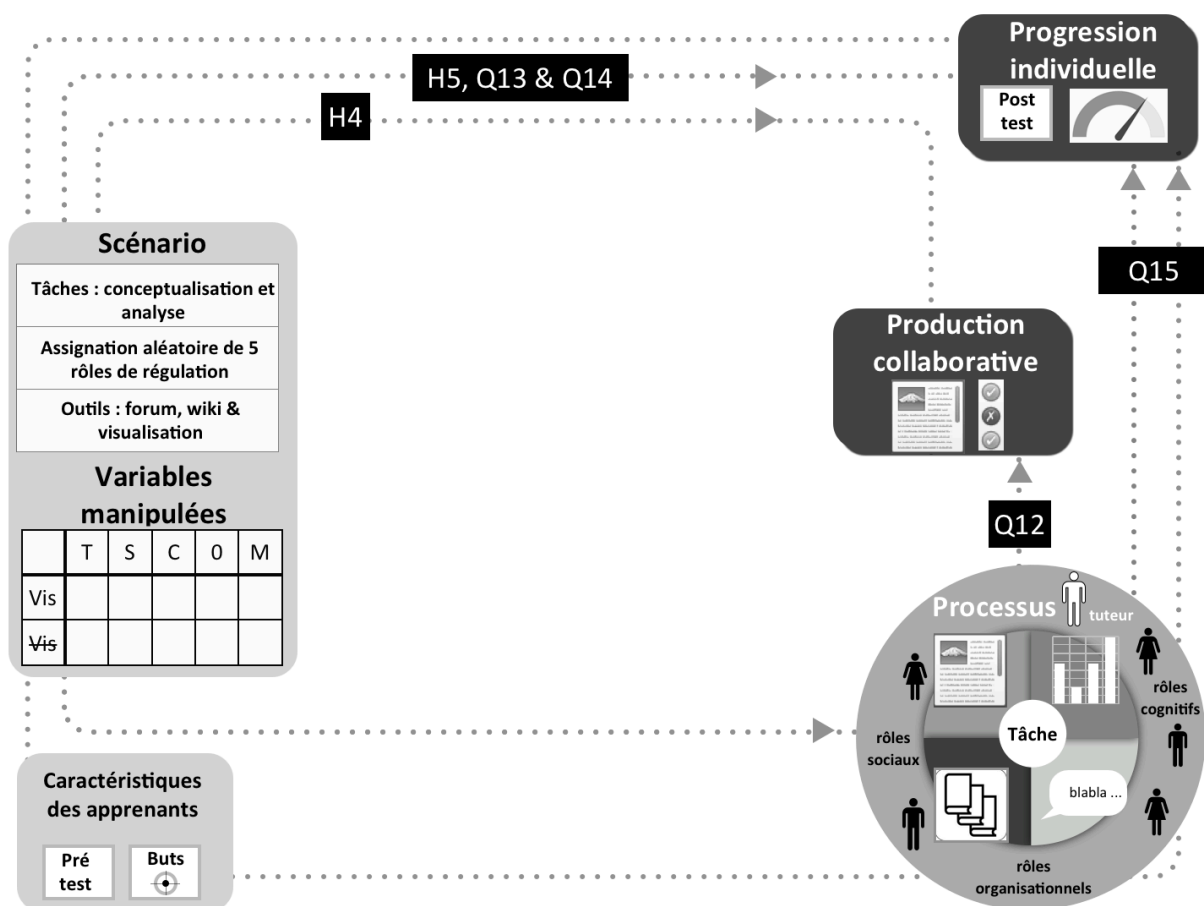 Progression
individuelle
Post
test
H5, Q13 & Q14
H4
Scénario
Tâches : conceptualisation et
analyse
Assignation aléatoire de 5
rôles de régulation
Outils : forum, wiki &
visualisation
Variables
manipulées
T S C 0 M
Vis
Vis
Q15
Production
collaborative
Q12
Processus
tuteur
rôles
cognitifs
rôles
sociaux
Tâche
blabla ...
rôles
organisationnels
Caractéristiques
des apprenants
Pré
test
Buts